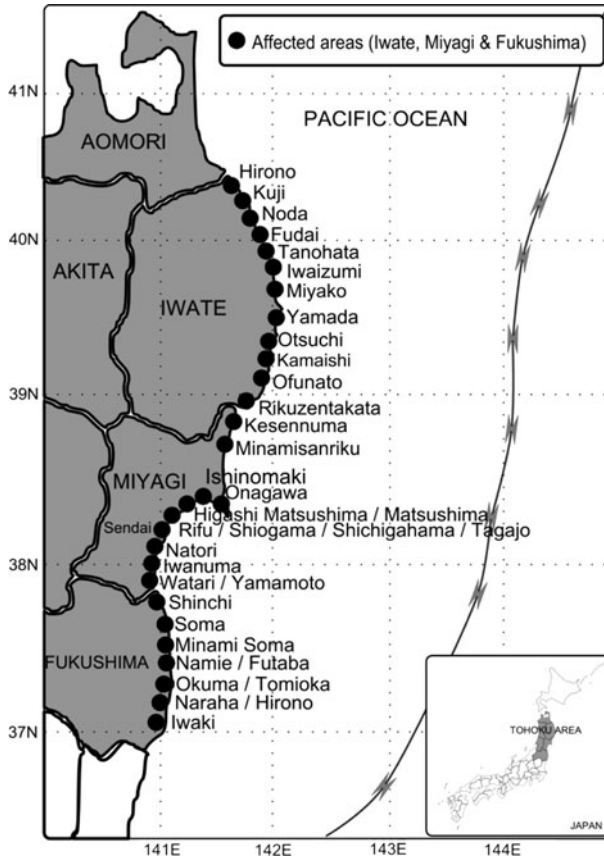 Affected areas (Iwate, Miyagi & Fukushima)
41N
PACIFIC OCEAN
AOMORI
Hirono
Kuji
Noda
Fudai
40N
Tanohata
AKITA
Iwaizumi
Miyako
IWATE
Yamada
Otsuchi
Kamaishi
Ofunato
39N
Rikuzentakata
Kesennuma
Minamisanriku
MIYAGI
Ishinomaki
Onagawa
Higashi Matsushima / Matsushima
Sendai
Rifu / Shiogama / Shichigahama / Tagajo
Natori
38N
Iwanuma
Watari / Yamamoto
Shinchi
Soma
Minami Soma
FUKUSHIMA
Namie / Futaba
Okuma / Tomioka
Naraha / Hirono
Iwaki
37N
TOHOKU AREA
JAPAN
141E
142E
143E
144E